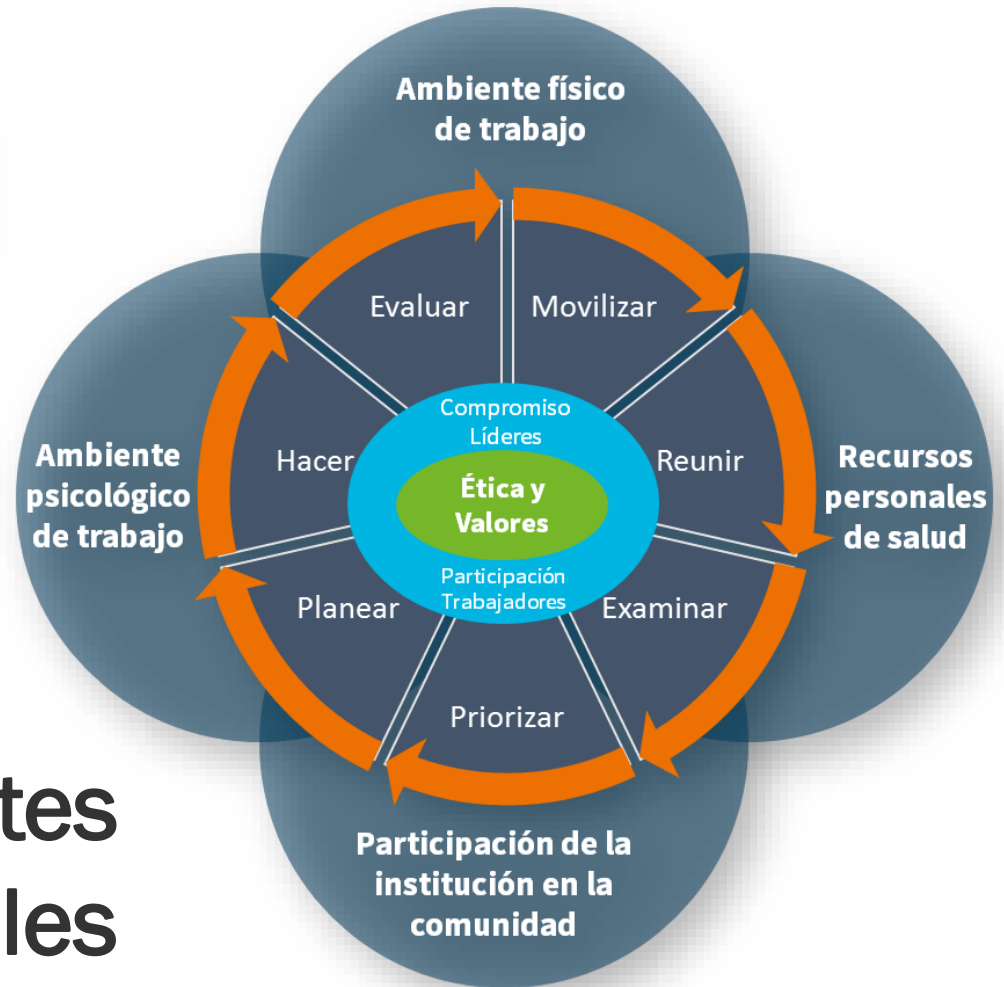 Ambiente físico
de trabajo
Evaluar
Movilizar
Compromiso
Líderes
Ambiente
psicológico
de trabajo
Hacer
Ética y
Valores
Reunir
Recursos
personales
de salud
Participación
Trabajadores
Planear
Examinar
Priorizar
tes
les
Participación de la
institución en la
comunidad